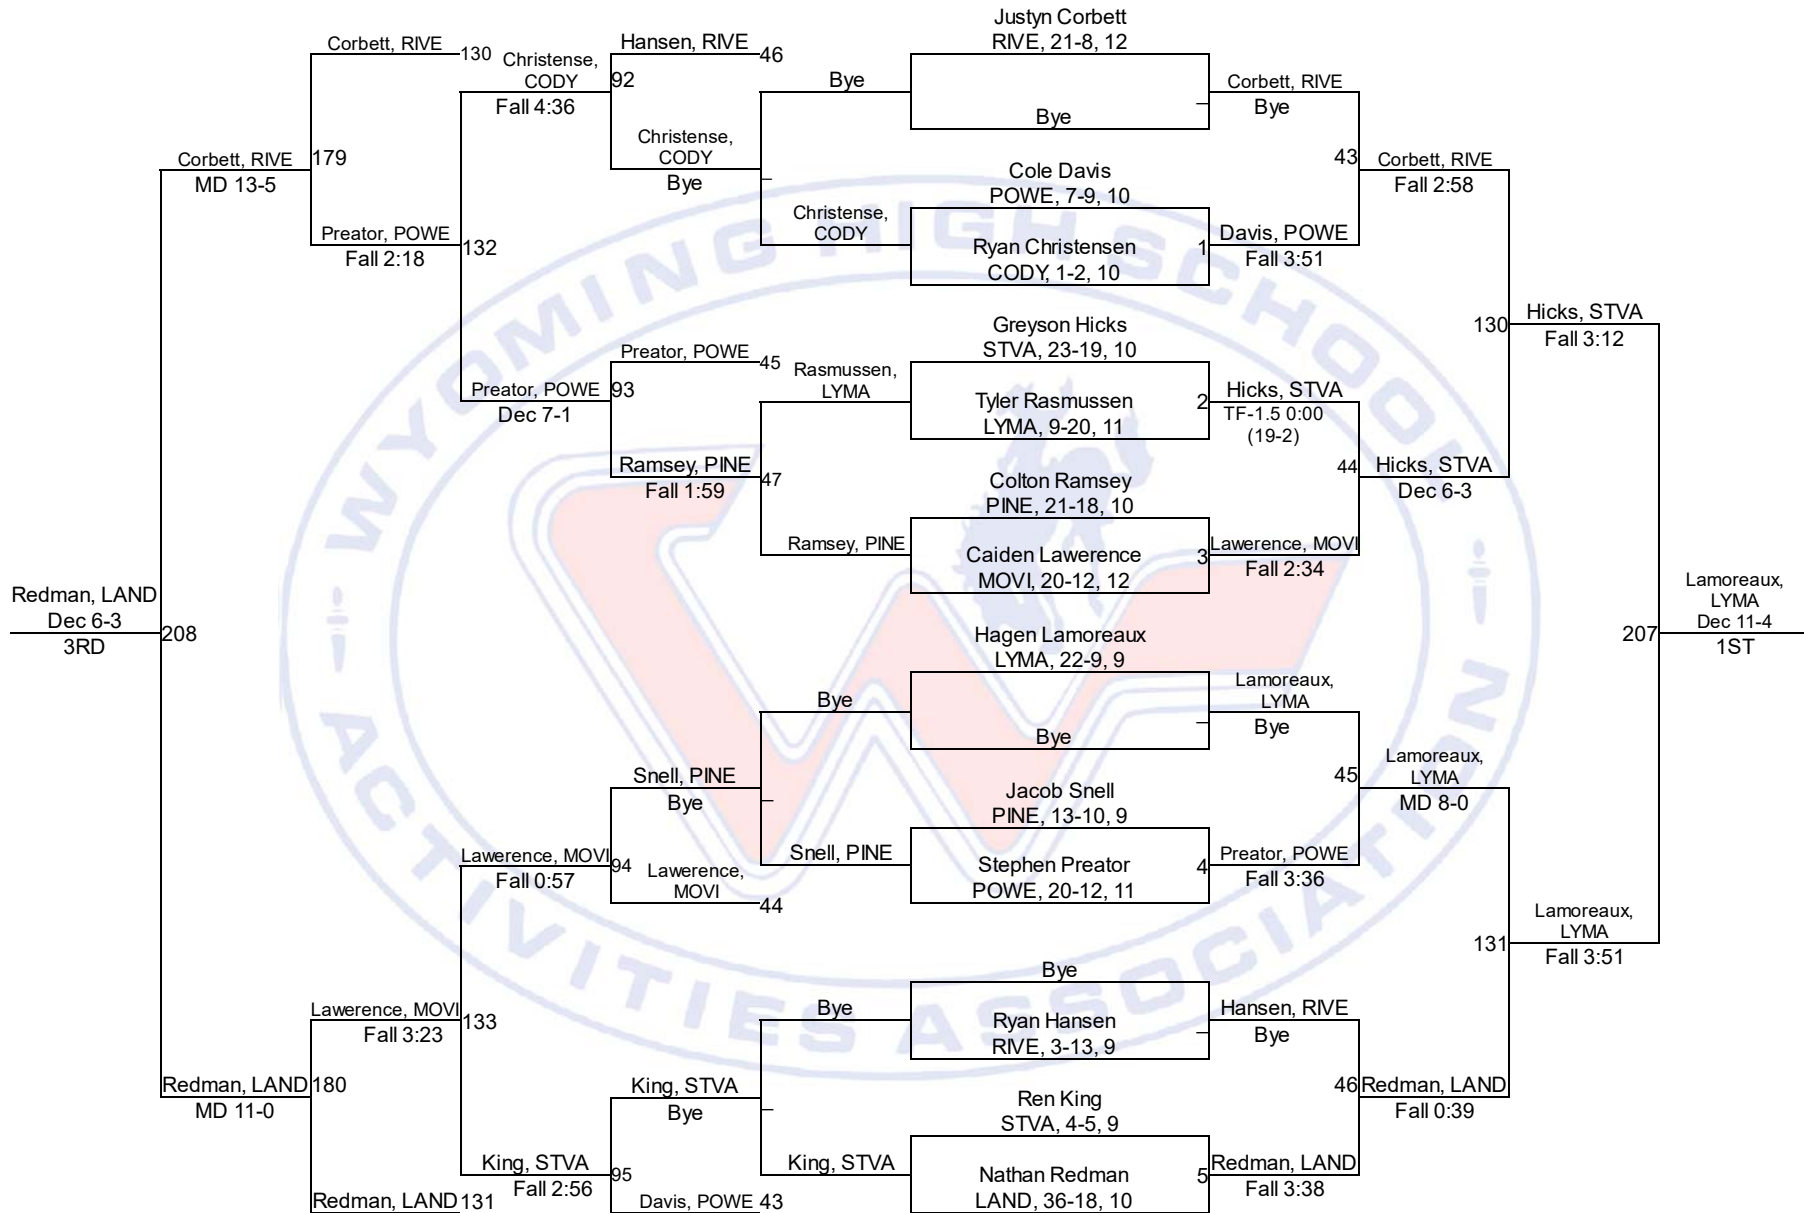 Justyn Corbett
RIVE, 21-8, 12
Corbett, RIVE
130
Christense,
CODY
Fall 4:36
Hansen, RIVE
46
92
Bye
Corbett, RIVE
Bye
Bye
Christense,
CODY
Bye
Corbett, RIVE
MD 13-5
179
43
Corbett, RIVE
Fall 2:58
Cole Davis
POWE, 7-9, 10
Christense,
CODY
Ryan Christensen
CODY, 1-2, 10
1
Davis, POWE
Fall 3:51
Preator, POWE
Fall 2:18
132
WYOMING HIGH SCHOOL
ACTIVITIES ASSOCIATION
130
Hicks, STVA
Fall 3:12
Greyson Hicks
STVA, 23-19, 10
Preator, POWE
45
Rasmussen,
LYMA
Preator, POWE
Dec 7-1
93
Tyler Rasmussen
LYMA, 9-20, 11
2
Hicks, STVA
TF-1.5 0:00
(19-2)
Ramsey, PINE
Fall 1:59
47
44
Hicks, STVA
Dec 6-3
Colton Ramsey
PINE, 21-18, 10
Ramsey, PINE
Caiden Lawerence
MOVI, 20-12, 12
3
Lawerence, MOVI
Fall 2:34
Redman, LAND
Dec 6-3
3RD
208
207
Lamoreaux,
LYMA
Dec 11-4
1ST
Hagen Lamoreaux
LYMA, 22-9, 9
Bye
Bye
Lamoreaux,
LYMA
Bye
Snell, PINE
Bye
45
Lamoreaux,
LYMA
MD 8-0
Jacob Snell
PINE, 13-10, 9
Snell, PINE
Stephen Preator
POWE, 20-12, 11
4
Preator, POWE
Fall 3:36
Lawerence, MOVI
Fall 0:57
94
Lawerence,
MOVI
44
131
Lamoreaux,
LYMA
Fall 3:51
Bye
Bye
Ryan Hansen
RIVE, 3-13, 9
Hansen, RIVE
Bye
Lawerence, MOVI
Fall 3:23
133
Redman, LAND
MD 11-0
180
King, STVA
Bye
46
Redman, LAND
Fall 0:39
Ren King
STVA, 4-5, 9
King, STVA
Fall 2:56
95
King, STVA
Nathan Redman
LAND, 36-18, 10
5
Redman, LAND
Fall 3:38
Redman, LAND
131
Davis, POWE
43